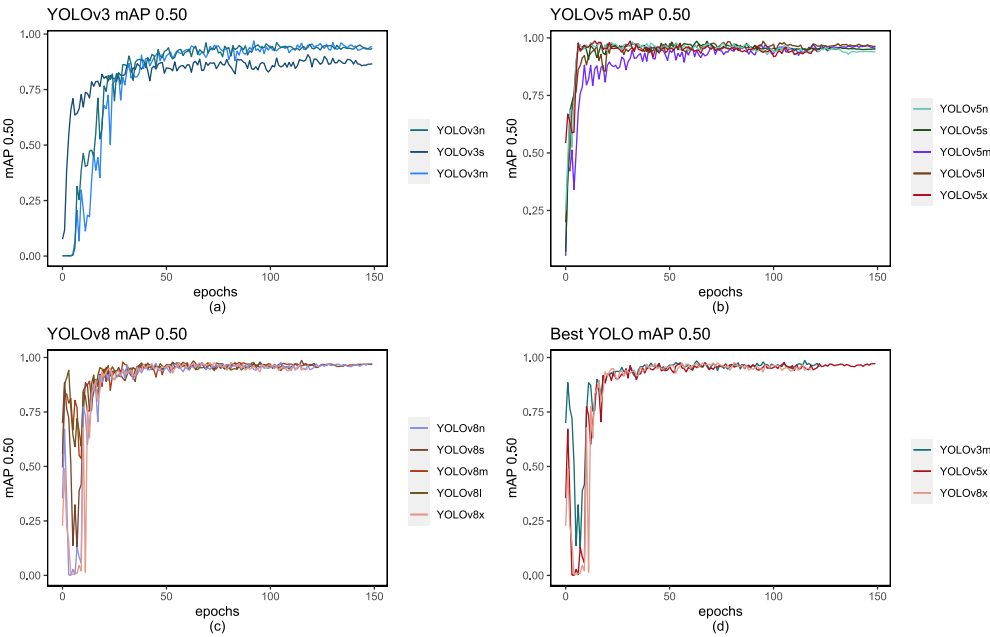 YOLOv3 mAP 0.50
mAP 0.50
1.00
0.75
0.50
0.25
0.00
0
50
100
150
epochs
(a)
YOLOv3n
YOLOv3s
YOLOv3m
YOLOv5 mAP 0.50
mAP 0.50
1.00
0.75
0.50
0.25
0
50
100
150
epochs
(b)
YOLOv5n
YOLOv5s
YOLOv5m
YOLOv5l
YOLOv5x
YOLOv8 mAP 0.50
mAP 0.50
1.00
0.75
0.50
0.25
0.00
0
50
100
150
epochs
(c)
YOLOv8n
YOLOv8s
YOLOv8m
YOLOv8l
YOLOv8x
Best YOLO mAP 0.50
mAP 0.50
1.00
0.75
0.50
0.25
0.00
0
50
100
150
epochs
(d)
YOLOv3m
YOLOv5x
YOLOv8x